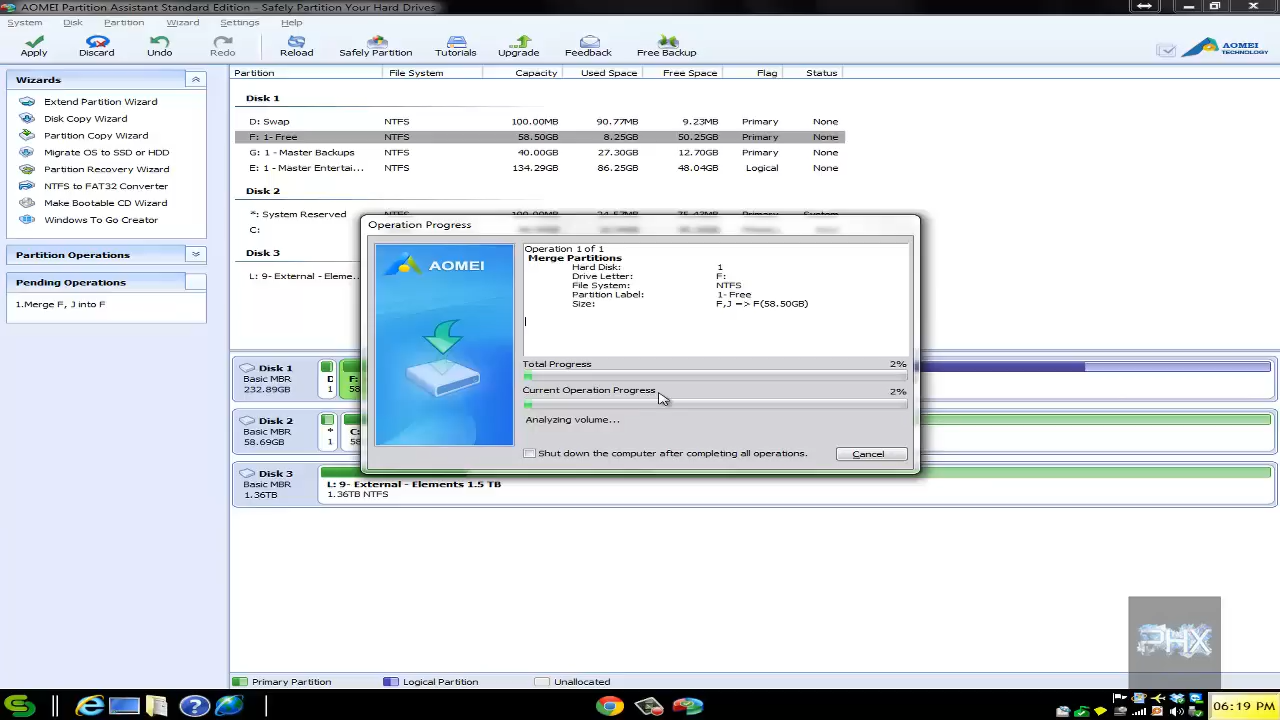 AOMEI Partition Assistant Standard Edition - Safely Partition Your Hard Drives
System Disk Partition Wizard Settings Help
Apply Discard Undo Redo Reload Safely Partition Tutorials Upgrade Feedback Free Backup
AOMEI
TECHNOLOGY
Wizards
Extend Partition Wizard
Disk Copy Wizard
Partition Copy Wizard
Migrate OS to SSD or HDD
Partition Recovery Wizard
NTFS to FAT32 Converter
Make Bootable CD Wizard
Windows To Go Creator
Partition Operations
Pending Operations
1.Merge F, J into F
Partition File System Capacity Used Space Free Space Flag Status
Disk 1
D: Swap NTFS 100.00MB 90.77MB 9.23MB Primary None
F: 1- Free NTFS 58.50GB 8.25GB 50.25GB Primary None
G: 1 - Master Backups NTFS 40.00GB 27.30GB 12.70GB Primary None
E: 1 - Master Entertai... NTFS 134.29GB 86.25GB 48.04GB Logical None
Disk 2
*: System Reserved
C:
Disk 3
L: 9- External - Eleme...
Operation Progress
AOMEI
Operation 1 of 1
Merge Partitions
Hard Disk: 1
Drive Letter: F:
File System: NTFS
Partition Label: 1- Free
Size: F,J => F(58.50GB)
Total Progress 2%
Current Operation Progress 2%
Analyzing volume...
Shut down the computer after completing all operations.
Cancel
Disk 1
Basic MBR
232.89GB
D F:
1 58
Disk 2
Basic MBR
58.69GB
* C:
1 58
Disk 3
Basic MBR
1.36TB
L: 9- External - Elements 1.5 TB
1.36TB NTFS
Primary Partition Logical Partition Unallocated
PHX
06:19 PM